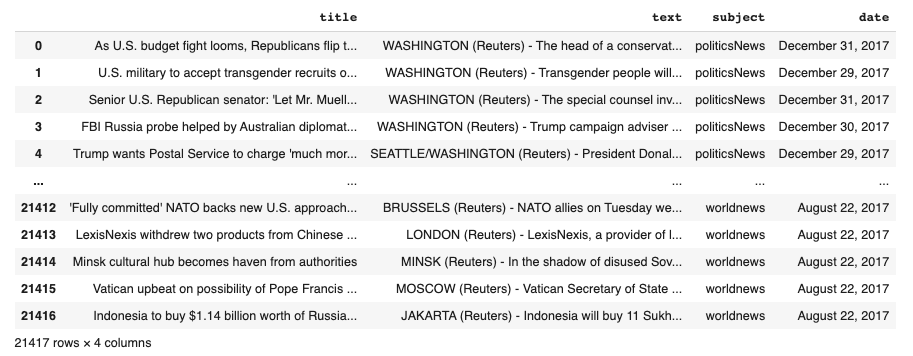 title text subject date
0 As U.S. budget fight looms, Republicans flip t... WASHINGTON (Reuters) - The head of a conservat... politicsNews December 31, 2017
1 U.S. military to accept transgender recruits o... WASHINGTON (Reuters) - Transgender people will... politicsNews December 29, 2017
2 Senior U.S. Republican senator: 'Let Mr. Muell... WASHINGTON (Reuters) - The special counsel inv... politicsNews December 31, 2017
3 FBI Russia probe helped by Australian diplomat... WASHINGTON (Reuters) - Trump campaign adviser ... politicsNews December 30, 2017
4 Trump wants Postal Service to charge 'much mor... SEATTLE/WASHINGTON (Reuters) - President Donal... politicsNews December 29, 2017
... ... ... ... ...
21412 'Fully committed' NATO backs new U.S. approach... BRUSSELS (Reuters) - NATO allies on Tuesday we... worldnews August 22, 2017
21413 LexisNexis withdrew two products from Chinese ... LONDON (Reuters) - LexisNexis, a provider of l... worldnews August 22, 2017
21414 Minsk cultural hub becomes haven from authorities MINSK (Reuters) - In the shadow of disused Sov... worldnews August 22, 2017
21415 Vatican upbeat on possibility of Pope Francis ... MOSCOW (Reuters) - Vatican Secretary of State ... worldnews August 22, 2017
21416 Indonesia to buy $1.14 billion worth of Russia... JAKARTA (Reuters) - Indonesia will buy 11 Sukh... worldnews August 22, 2017
21417 rows × 4 columns